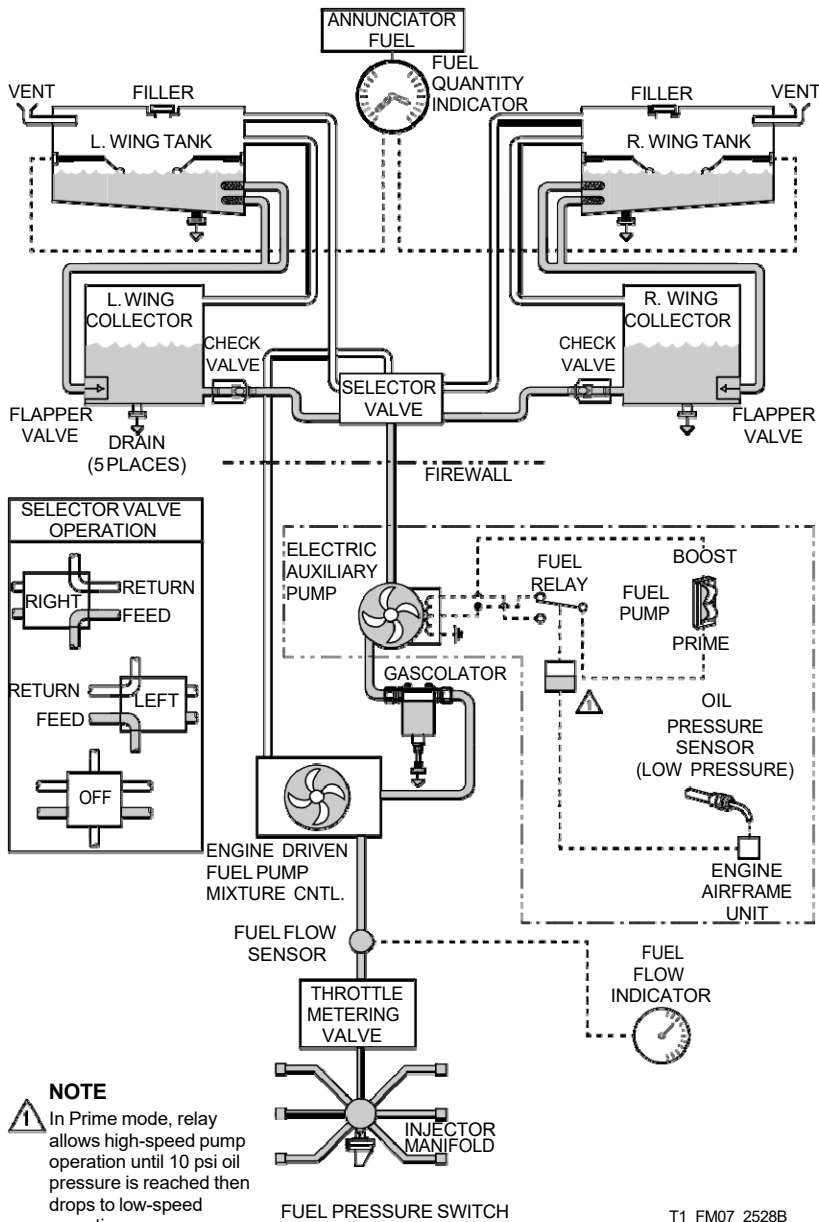 ANNUNCIATOR
FUEL
FUEL
QUANTITY
INDICATOR
VENT
FILLER
FILLER
VENT
L. WING TANK
R. WING TANK
L. WING
COLLECTOR
R. WING
COLLECTOR
CHECK
VALVE
CHECK
VALVE
SELECTOR
VALVE
FLAPPER
VALVE
FLAPPER
VALVE
DRAIN
(5 PLACES)
FIREWALL
SELECTOR VALVE
OPERATION
RIGHT
RETURN
FEED
RETURN
FEED
LEFT
OFF
ELECTRIC
AUXILIARY
PUMP
FUEL
RELAY
BOOST
FUEL
PUMP
PRIME
GASCOLATOR
1
OIL
PRESSURE
SENSOR
(LOW PRESSURE)
ENGINE
AIRFRAME
UNIT
ENGINE DRIVEN
FUEL PUMP
MIXTURE CNTL.
FUEL FLOW
SENSOR
FUEL
FLOW
INDICATOR
THROTTLE
METERING
VALVE
INJECTOR
MANIFOLD
NOTE
1
In Prime mode, relay
allows high-speed pump
operation until 10 psi oil
pressure is reached then
drops to low-speed
FUEL PRESSURE SWITCH
T1_FM07_2528B